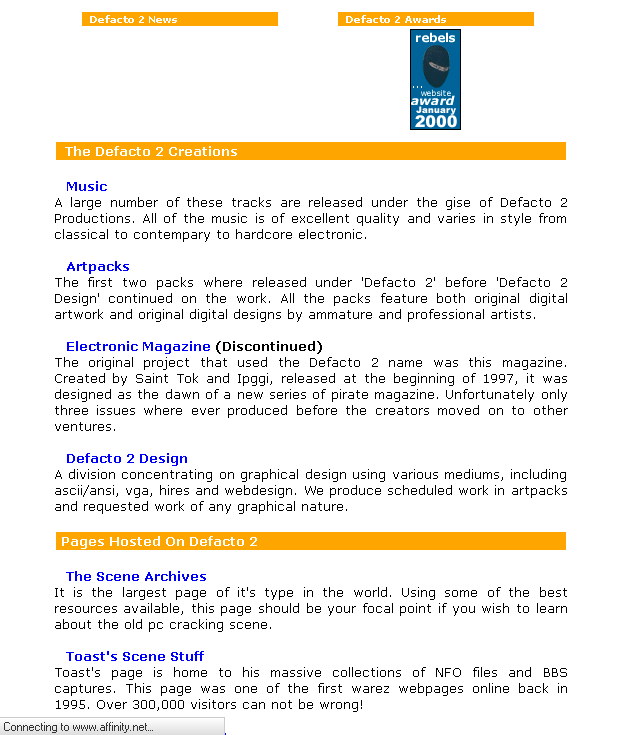 Defacto 2 News
Defacto 2 Awards
rebels
...website
award
January
2000
The Defacto 2 Creations
Music
A large number of these tracks are released under the gise of Defacto 2
Productions. All of the music is of excellent quality and varies in style from
classical to contempary to hardcore electronic.
Artpacks
The first two packs where released under 'Defacto 2' before 'Defacto 2
Design' continued on the work. All the packs feature both original digital
artwork and original digital designs by ammature and professional artists.
Electronic Magazine (Discontinued)
The original project that used the Defacto 2 name was this magazine.
Created by Saint Tok and Ipggi, released at the beginning of 1997, it was
designed as the dawn of a new series of pirate magazine. Unfortunately only
three issues where ever produced before the creators moved on to other
ventures.
Defacto 2 Design
A division concentrating on graphical design using various mediums, including
ascii/ansi, vga, hires and webdesign. We produce scheduled work in artpacks
and requested work of any graphical nature.
Pages Hosted On Defacto 2
The Scene Archives
It is the largest page of it's type in the world. Using some of the best
resources available, this page should be your focal point if you wish to learn
about the old pc cracking scene.
Toast's Scene Stuff
Toast's page is home to his massive collections of NFO files and BBS
captures. This page was one of the first warez webpages online back in
1995. Over 300,000 visitors can not be wrong!
Connecting to www.affinity.net...